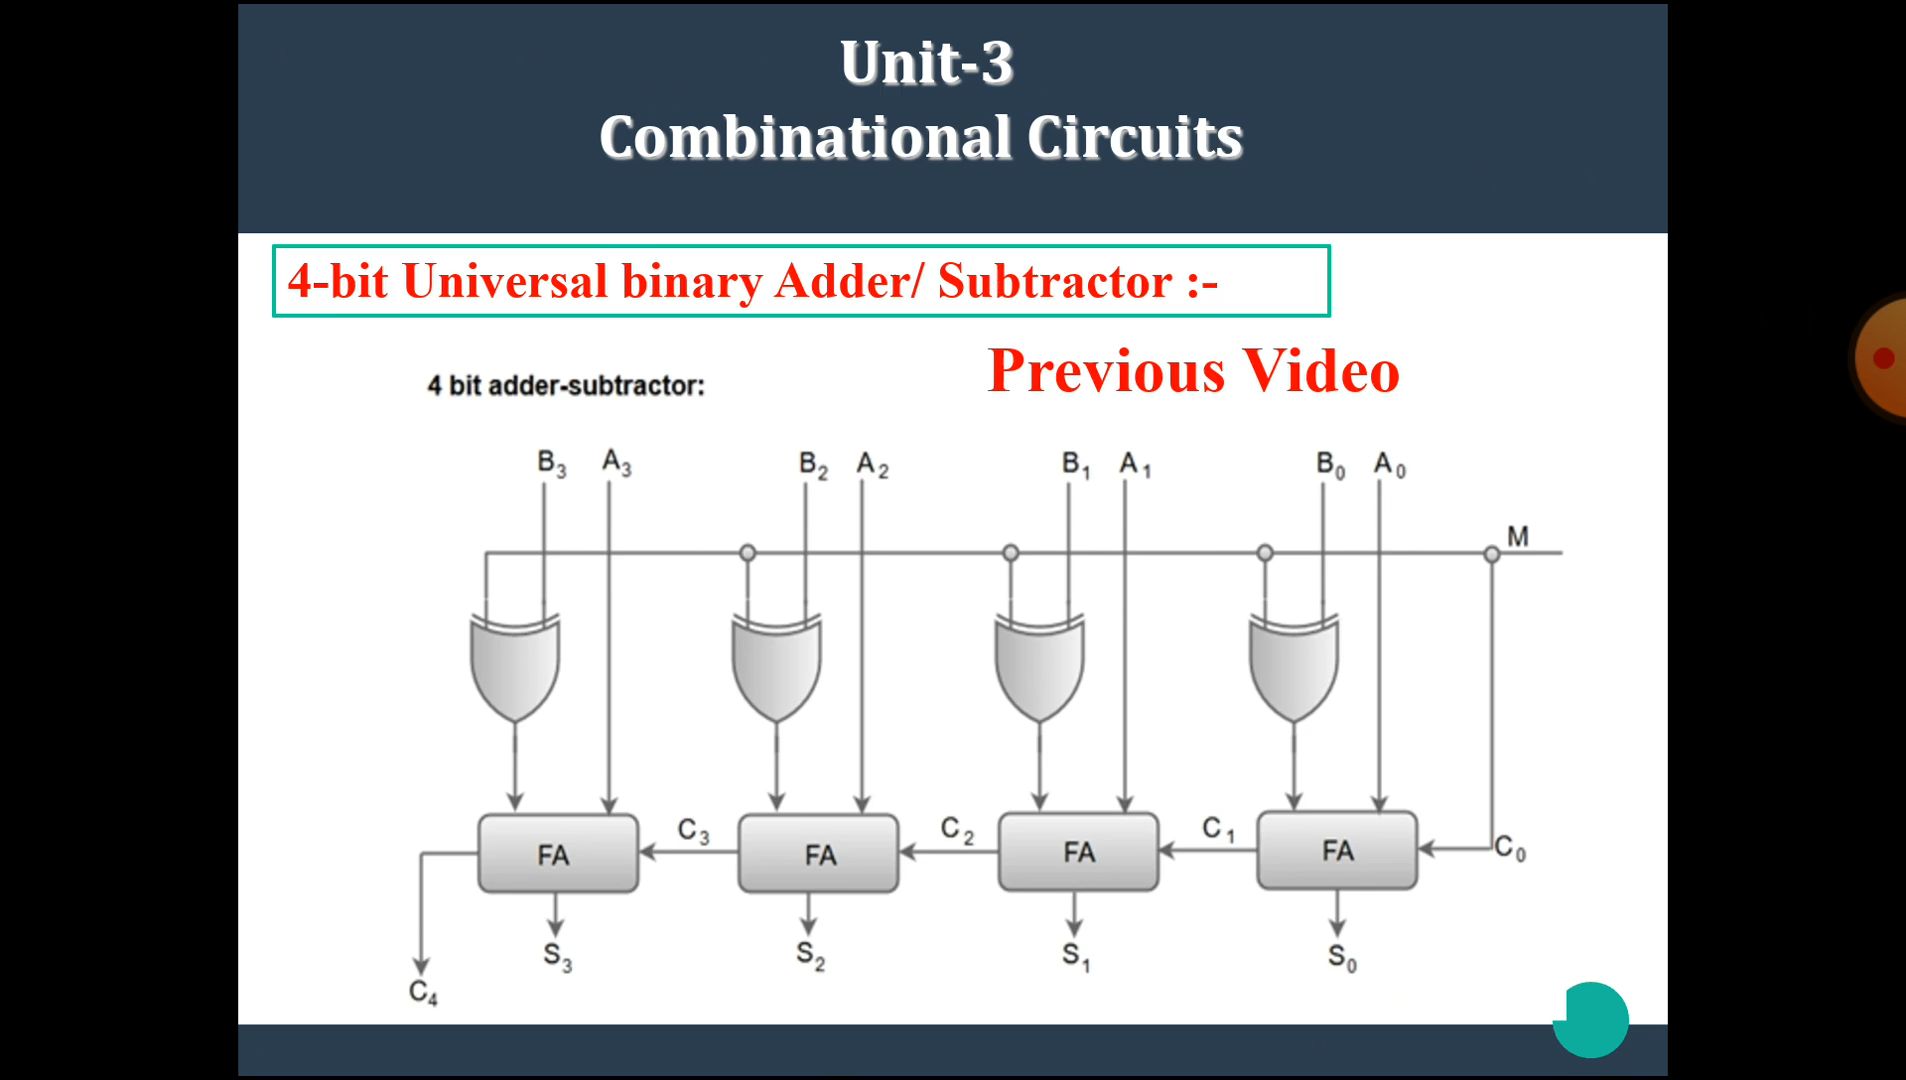 Unit-3
Combinational Circuits
4-bit Universal binary Adder/ Subtractor :-
Previous Video
4 bit adder-subtractor:
B3 A3 B2 A2 B1 A1 B0 A0
M
C3 C2 C1 C0
FA FA FA FA
S3 S2 S1 S0
C4